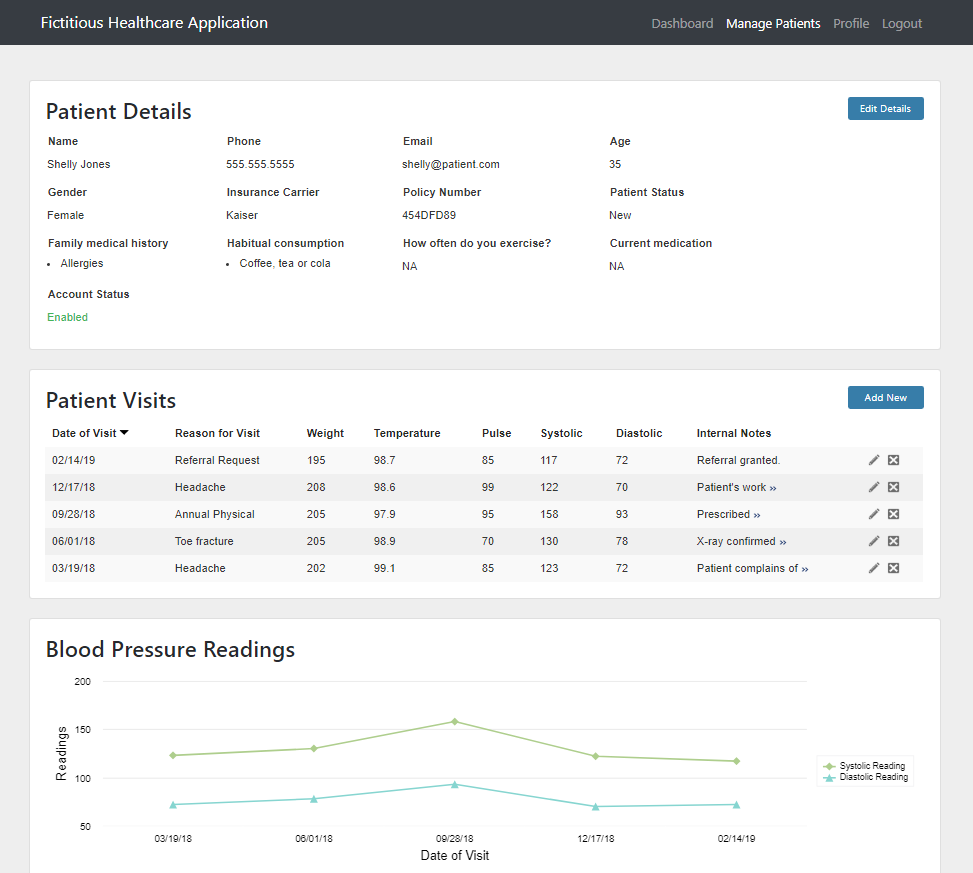 Fictitious Healthcare Application Dashboard Manage Patients Profile Logout
Patient Details Edit Details
Name Phone Email Age
Shelly Jones 555.555.5555 shelly@patient.com 35
Gender Insurance Carrier Policy Number Patient Status
Female Kaiser 454DFD89 New
Family medical history Habitual consumption How often do you exercise? Current medication
• Allergies • Coffee, tea or cola NA NA
Account Status
Enabled
Patient Visits Add New
Date of Visit Reason for Visit Weight Temperature Pulse Systolic Diastolic Internal Notes
02/14/19 Referral Request 195 98.7 85 117 72 Referral granted.
12/17/18 Headache 208 98.6 99 122 70 Patient's work »
09/28/18 Annual Physical 205 97.9 95 158 93 Prescribed »
06/01/18 Toe fracture 205 98.9 70 130 78 X-ray confirmed »
03/19/18 Headache 202 99.1 85 123 72 Patient complains of »
Blood Pressure Readings
200
150
100
50
Readings
Systolic Reading
Diastolic Reading
03/19/18 06/01/18 09/28/18 12/17/18 02/14/19
Date of Visit